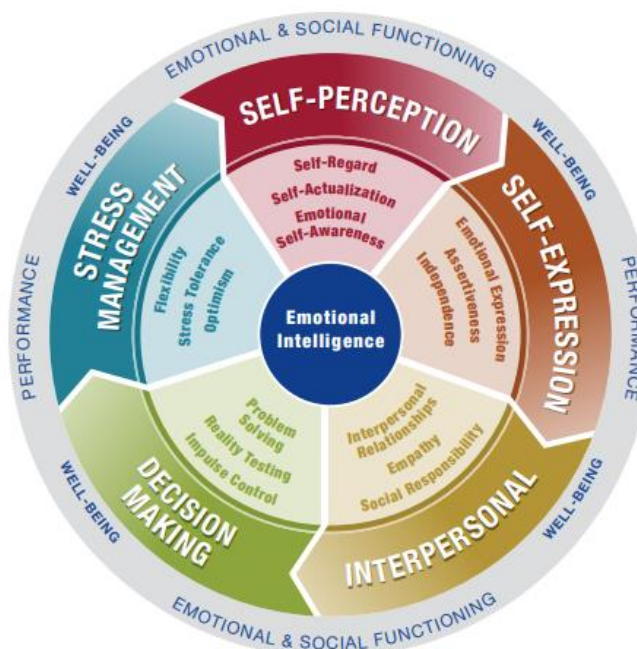 EMOTIONAL & SOCIAL FUNCTIONING
WELL-BEING
WELL-BEING
PERFORMANCE
PERFORMANCE
WELL-BEING
WELL-BEING
EMOTIONAL & SOCIAL FUNCTIONING
SELF-PERCEPTION
Self-Regard
Self-Actualization
Emotional
Self-Awareness
SELF-EXPRESSION
Emotional Expression
Assertiveness
Independence
INTERPERSONAL
Interpersonal
Relationships
Empathy
Social Responsibility
DECISION
MAKING
Problem
Solving
Reality Testing
Impulse Control
STRESS
MANAGEMENT
Flexibility
Stress Tolerance
Optimism
Emotional
Intelligence